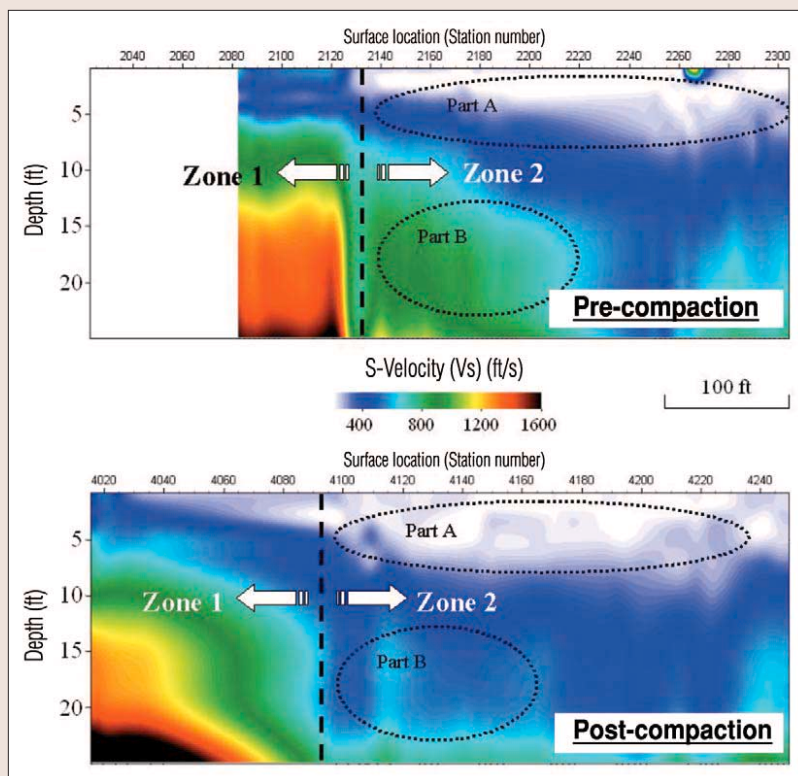 Surface location (Station number)
2040 2060 2080 2100 2120 2140 2160 2180 2200 2220 2240 2260 2280 2300
Depth (ft)
5
10
15
20
Part A
Zone 1
Zone 2
Part B
Pre-compaction
S-Velocity (Vs) (ft/s)
400 800 1200 1600
100 ft
Surface location (Station number)
4020 4040 4060 4080 4100 4120 4140 4160 4180 4200 4220 4240
Depth (ft)
5
10
15
20
Part A
Zone 1
Zone 2
Part B
Post-compaction